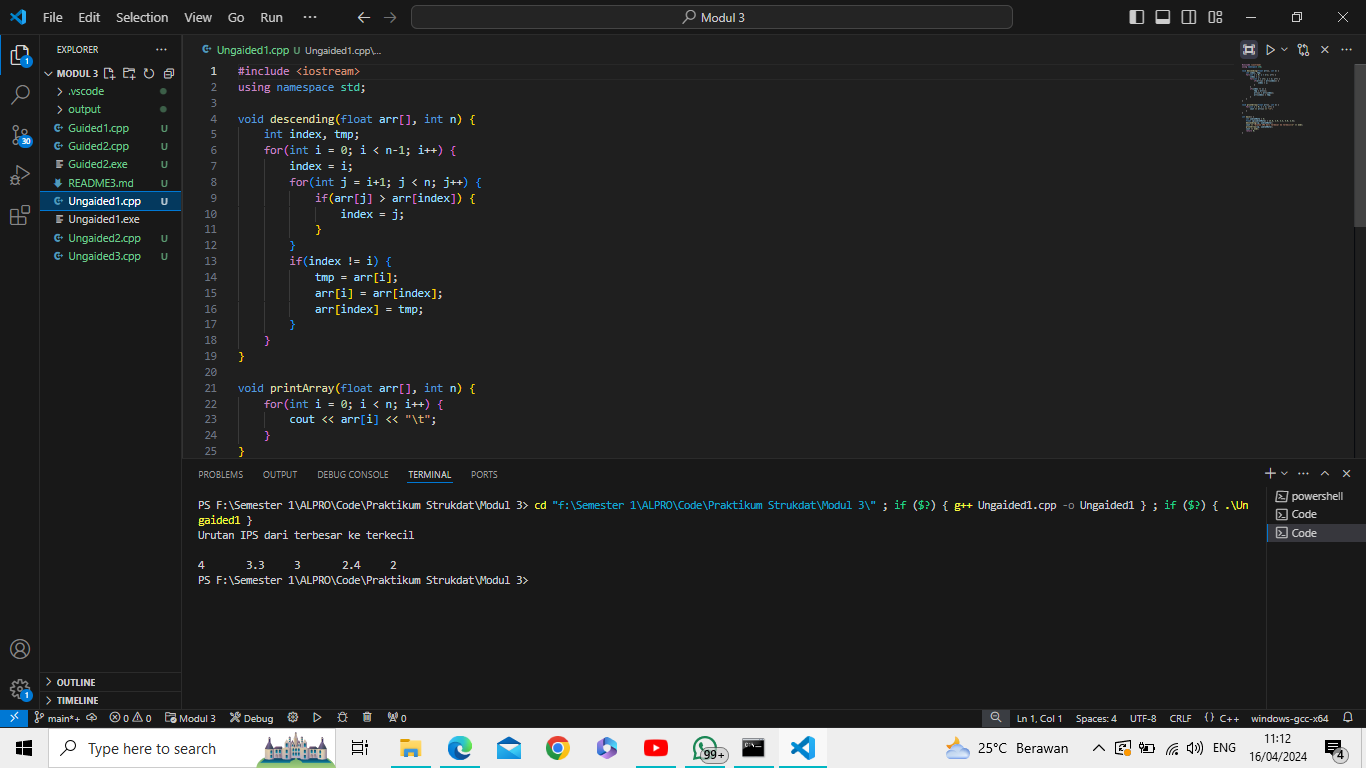 File Edit Selection View Go Run ··· Modul 3
EXPLORER ···
MODUL 3
.vscode
output
Guided1.cpp U
Guided2.cpp U
Guided2.exe U
README3.md U
Ungaided1.cpp U
Ungaided1.exe
Ungaided2.cpp U
Ungaided3.cpp U
OUTLINE
TIMELINE
1
30
1
Ungaided1.cpp U Ungaided1.cpp\...
1 #include <iostream>
2 using namespace std;
3
4 void descending(float arr[], int n) {
5 int index, tmp;
6 for(int i = 0; i < n-1; i++) {
7 index = i;
8 for(int j = i+1; j < n; j++) {
9 if(arr[j] > arr[index]) {
10 index = j;
11 }
12 }
13 if(index != i) {
14 tmp = arr[i];
15 arr[i] = arr[index];
16 arr[index] = tmp;
17 }
18 }
19 }
20
21 void printArray(float arr[], int n) {
22 for(int i = 0; i < n; i++) {
23 cout << arr[i] << "\t";
24 }
25 }
PROBLEMS OUTPUT DEBUG CONSOLE TERMINAL PORTS
PS F:\Semester 1\ALPRO\Code\Praktikum Strukdat\Modul 3> cd "f:\Semester 1\ALPRO\Code\Praktikum Strukdat\Modul 3\" ; if ($?) { g++ Ungaided1.cpp -o Ungaided1 } ; if ($?) { .\Un
gaided1 }
Urutan IPS dari terbesar ke terkecil
4 3.3 3 2.4 2
PS F:\Semester 1\ALPRO\Code\Praktikum Strukdat\Modul 3>
powershell
Code
Code
main*+ 0 0 Modul 3 Debug 0 Ln 1, Col 1 Spaces: 4 UTF-8 CRLF {} C++ windows-gcc-x64
Type here to search 99+ 25°C Berawan ENG 11:12
16/04/2024 4